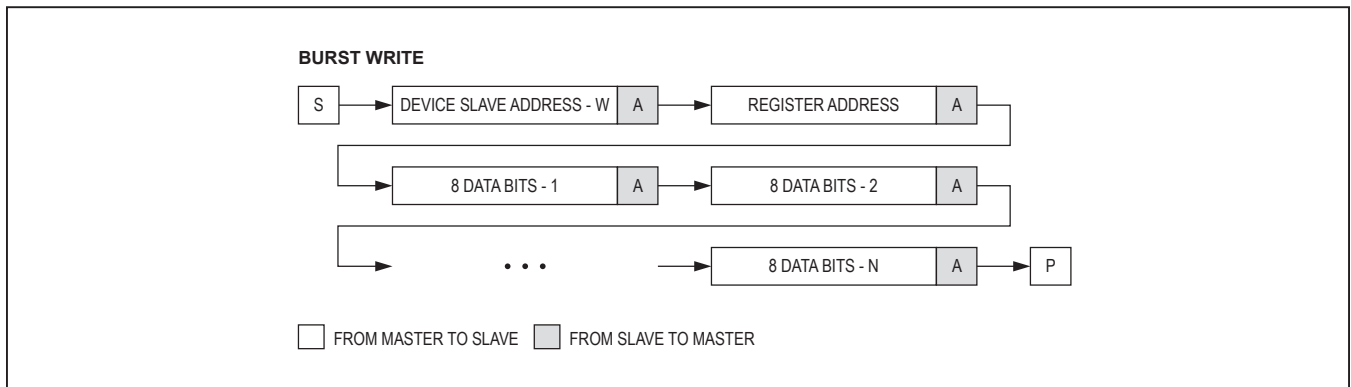 BURST WRITE
S DEVICE SLAVE ADDRESS - W A REGISTER ADDRESS A
8 DATA BITS - 1 A 8 DATA BITS - 2 A
• • • 8 DATA BITS - N A P
FROM MASTER TO SLAVE FROM SLAVE TO MASTER